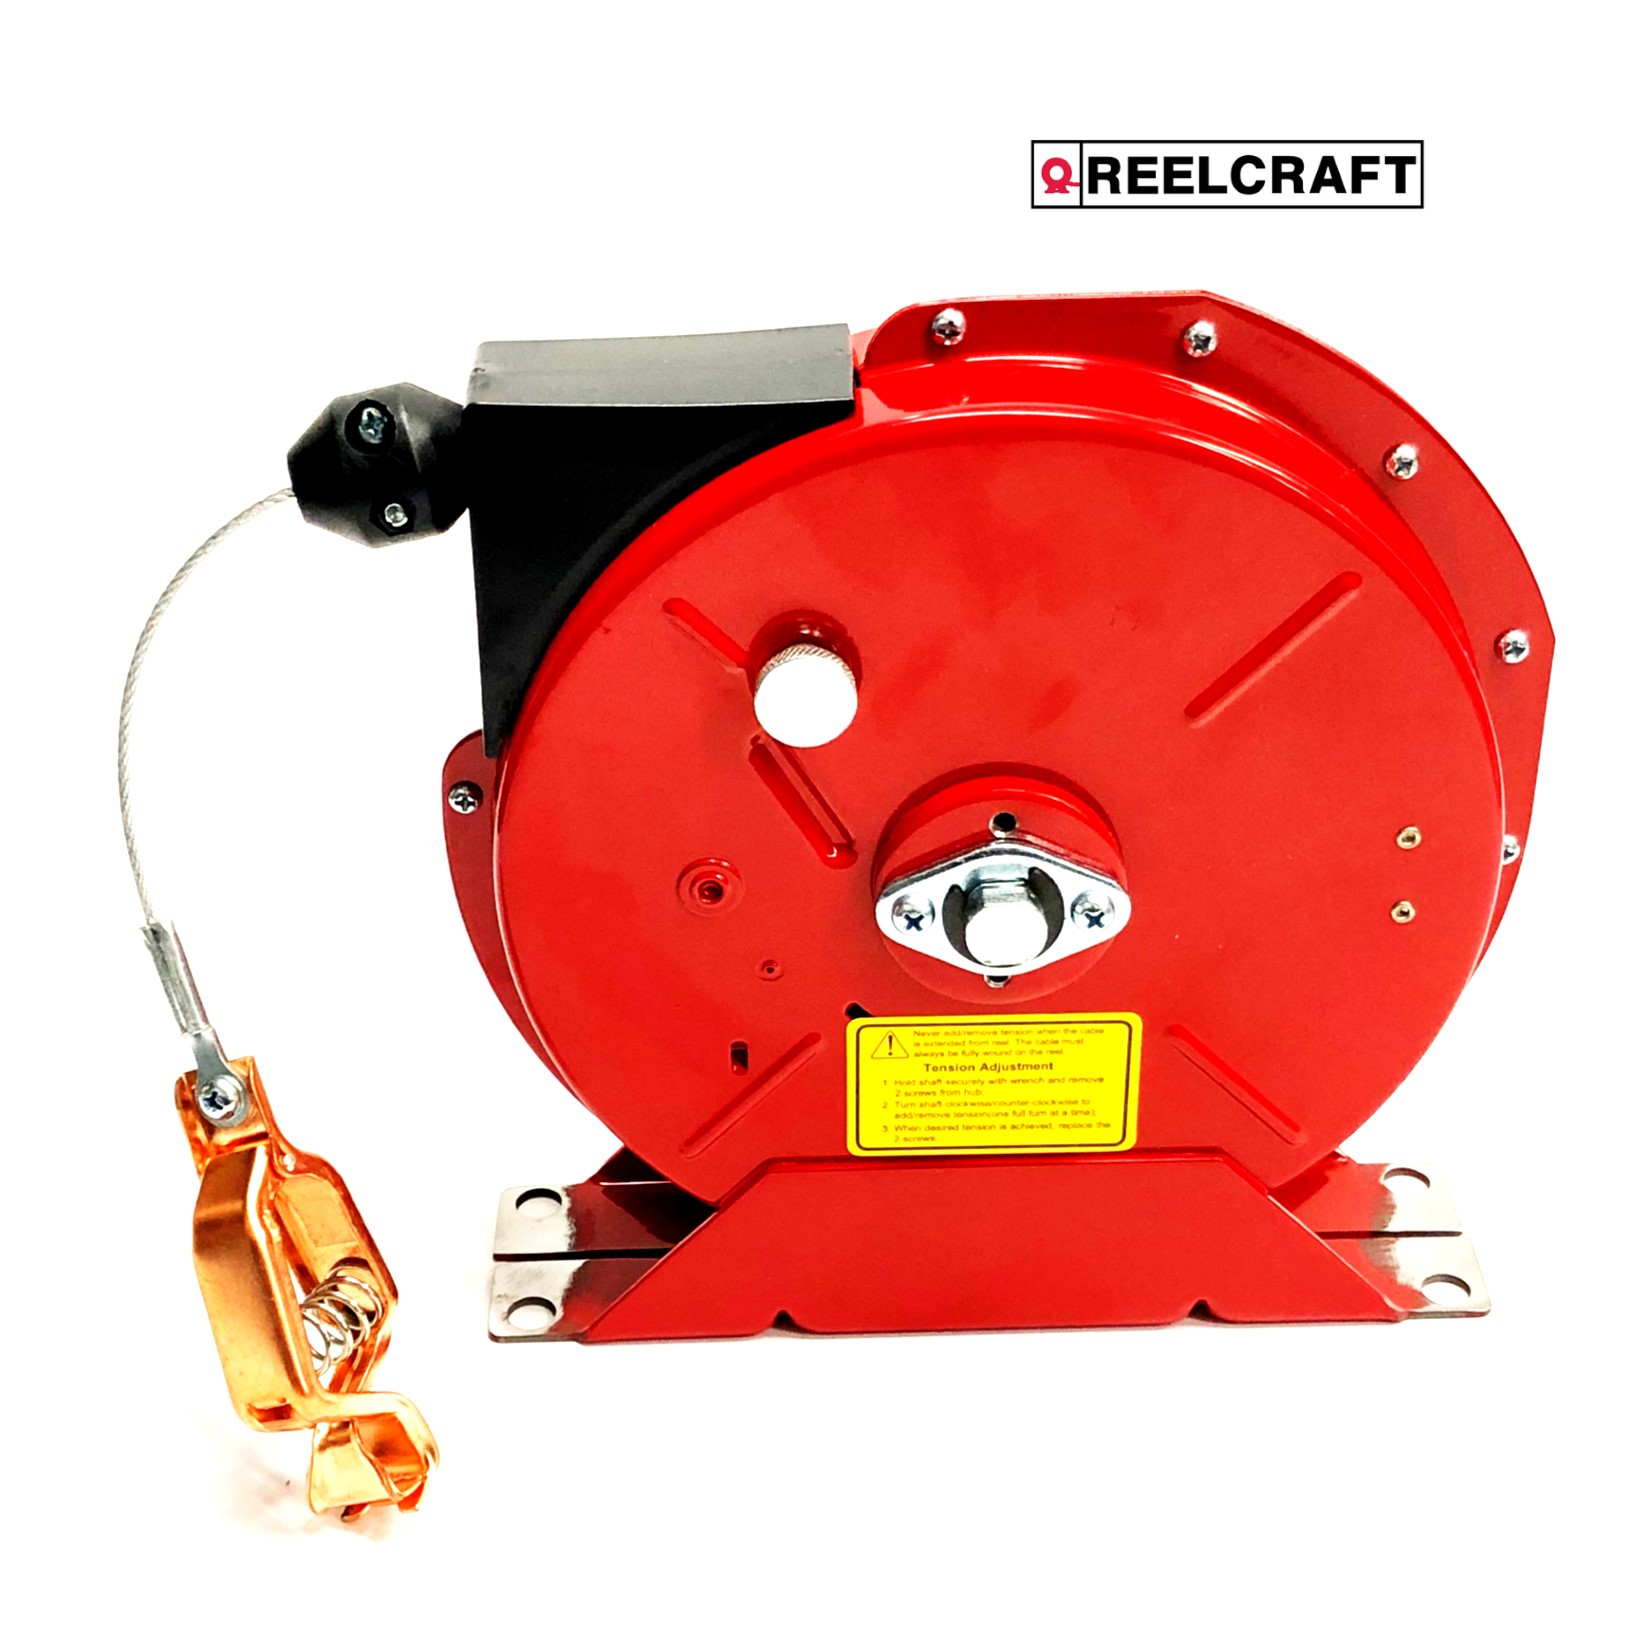 REELCRAFT
Never add/remove tension when the cable
is extended from reel. The cable must
always be fully wound on the reel.
Tension Adjustment
1. Hold shaft securely with wrench and remove
2 screws from hub;
2. Turn shaft clockwise/counter-clockwise to
add/remove tension(one full turn at a time);
3. When desired tension is achieved, replace the
2 screws.